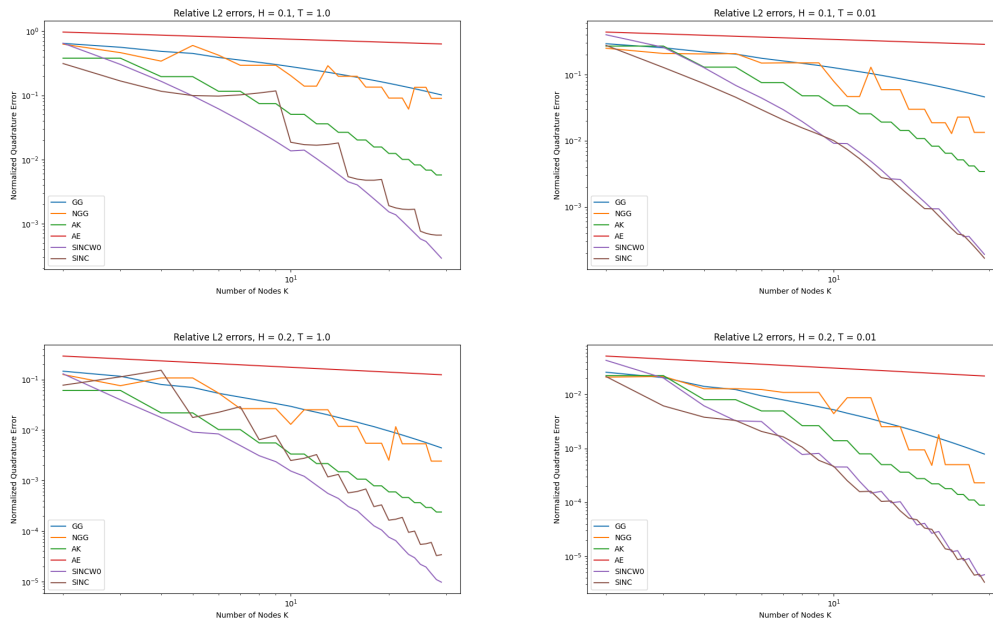 Relative L2 errors, H = 0.1, T = 1.0
Normalized Quadrature Error
10⁰
10⁻¹
10⁻²
10⁻³
GG
NGG
AK
AE
SINCW0
SINC
10¹
Number of Nodes K
Relative L2 errors, H = 0.1, T = 0.01
Normalized Quadrature Error
10⁻¹
10⁻²
10⁻³
GG
NGG
AK
AE
SINCW0
SINC
10¹
Number of Nodes K
Relative L2 errors, H = 0.2, T = 1.0
Normalized Quadrature Error
10⁻¹
10⁻²
10⁻³
10⁻⁴
10⁻⁵
GG
NGG
AK
AE
SINCW0
SINC
10¹
Number of Nodes K
Relative L2 errors, H = 0.2, T = 0.01
Normalized Quadrature Error
10⁻²
10⁻³
10⁻⁴
10⁻⁵
GG
NGG
AK
AE
SINCW0
SINC
10¹
Number of Nodes K